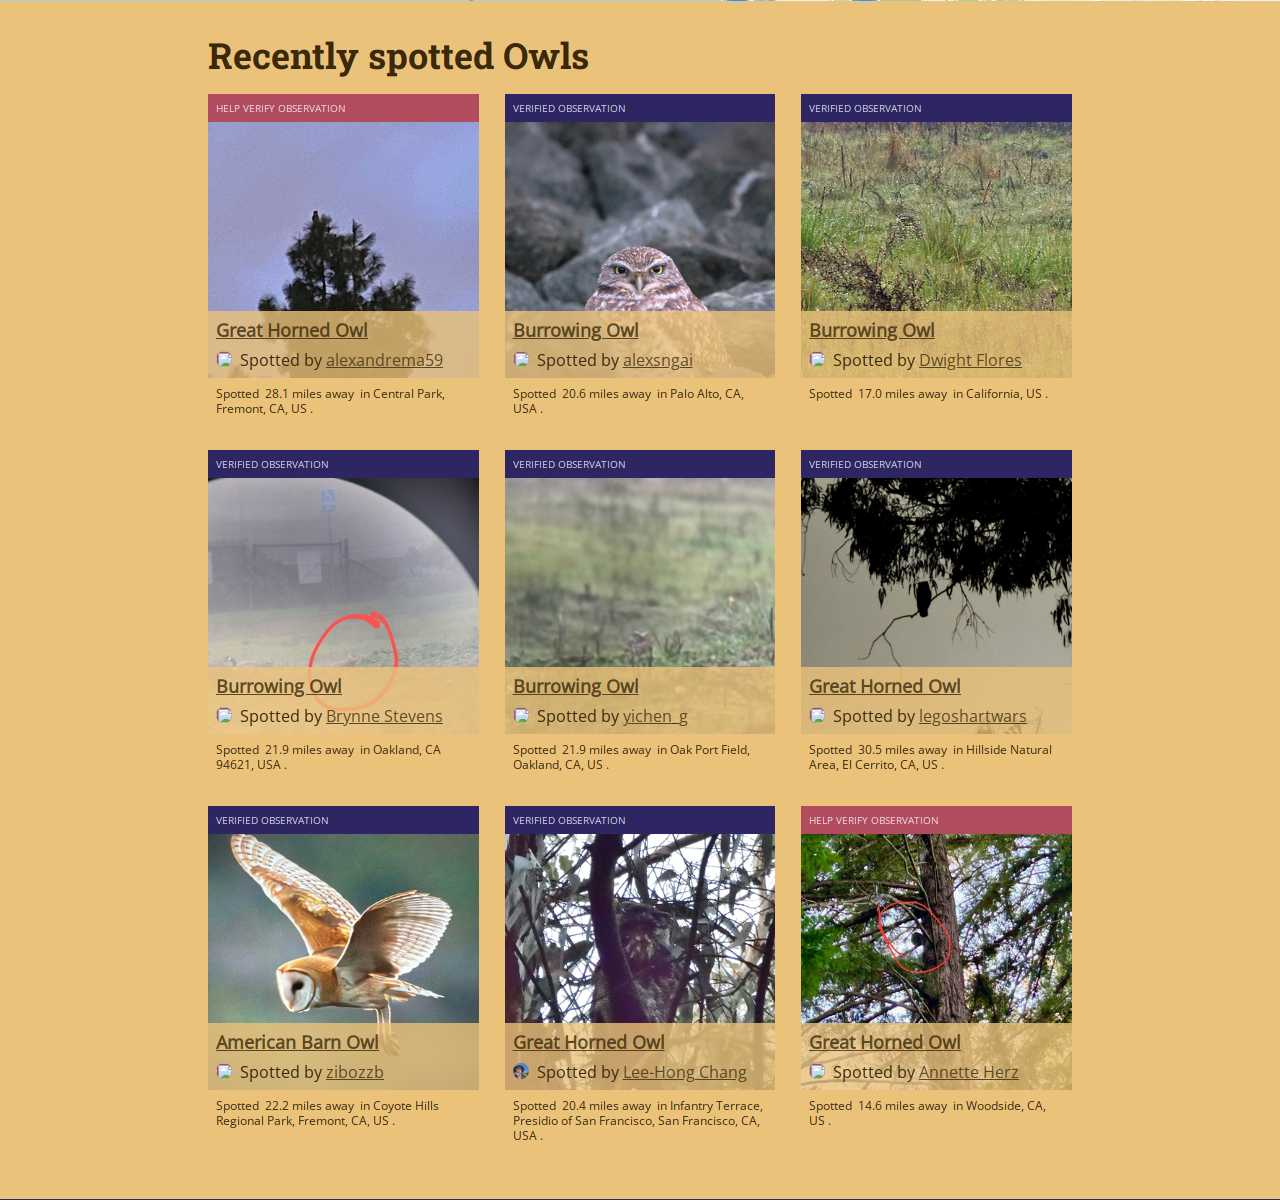 Recently spotted Owls
HELP VERIFY OBSERVATION
Great Horned Owl
Spotted by alexandrema59
Spotted 28.1 miles away in Central Park,
Fremont, CA, US .
VERIFIED OBSERVATION
Burrowing Owl
Spotted by alexsngai
Spotted 20.6 miles away in Palo Alto, CA,
USA .
VERIFIED OBSERVATION
Burrowing Owl
Spotted by Dwight Flores
Spotted 17.0 miles away in California, US .
VERIFIED OBSERVATION
Burrowing Owl
Spotted by Brynne Stevens
Spotted 21.9 miles away in Oakland, CA
94621, USA .
VERIFIED OBSERVATION
Burrowing Owl
Spotted by yichen_g
Spotted 21.9 miles away in Oak Port Field,
Oakland, CA, US .
VERIFIED OBSERVATION
Great Horned Owl
Spotted by legoshartwars
Spotted 30.5 miles away in Hillside Natural
Area, El Cerrito, CA, US .
VERIFIED OBSERVATION
American Barn Owl
Spotted by zibozzb
Spotted 22.2 miles away in Coyote Hills
Regional Park, Fremont, CA, US .
VERIFIED OBSERVATION
Great Horned Owl
Spotted by Lee-Hong Chang
Spotted 20.4 miles away in Infantry Terrace,
Presidio of San Francisco, San Francisco, CA,
USA .
HELP VERIFY OBSERVATION
Great Horned Owl
Spotted by Annette Herz
Spotted 14.6 miles away in Woodside, CA,
US .